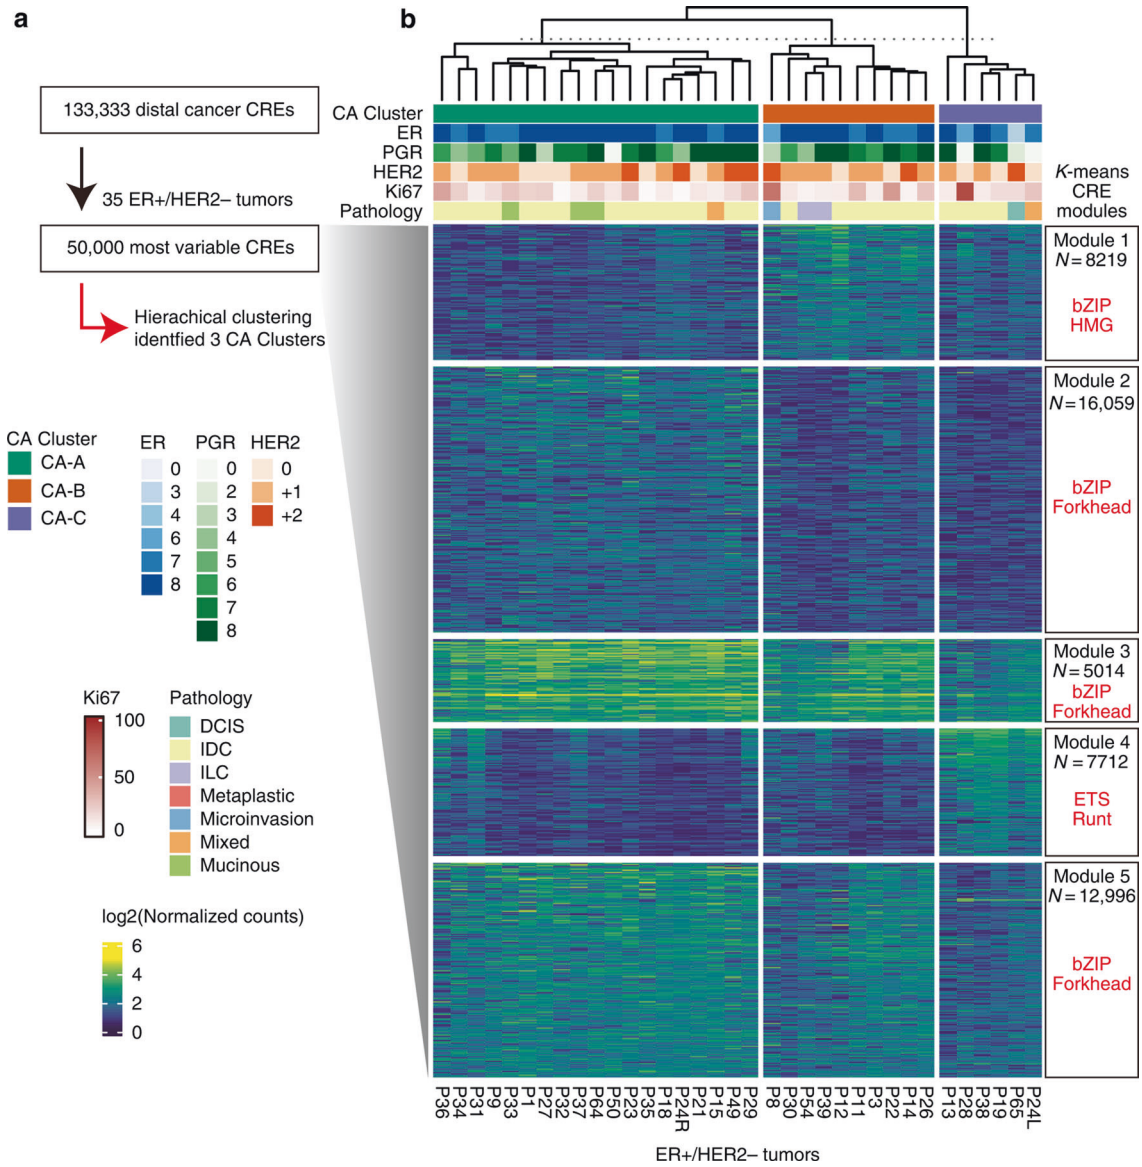 a
133,333 distal cancer CREs
35 ER+/HER2− tumors
50,000 most variable CREs
Hierachical clustering
identfied 3 CA Clusters
CA Cluster
CA-A
CA-B
CA-C
ER
0
3
4
6
7
8
PGR
0
2
3
4
5
6
7
8
HER2
0
+1
+2
Ki67
100
50
0
Pathology
DCIS
IDC
ILC
Metaplastic
Microinvasion
Mixed
Mucinous
log2(Normalized counts)
6
4
2
0
b
CA Cluster
ER
PGR
HER2
Ki67
Pathology
K-means
CRE
modules
Module 1
N = 8219
bZIP
HMG
Module 2
N = 16,059
bZIP
Forkhead
Module 3
N = 5014
bZIP
Forkhead
Module 4
N = 7712
ETS
Runt
Module 5
N = 12,996
bZIP
Forkhead
P36
P34
P31
P9
P33
P1
P27
P32
P37
P64
P50
P23
P35
P18
P24R
P21
P15
P49
P29
P8
P30
P54
P39
P12
P11
P3
P22
P14
P26
P13
P28
P38
P19
P65
P24L
ER+/HER2− tumors